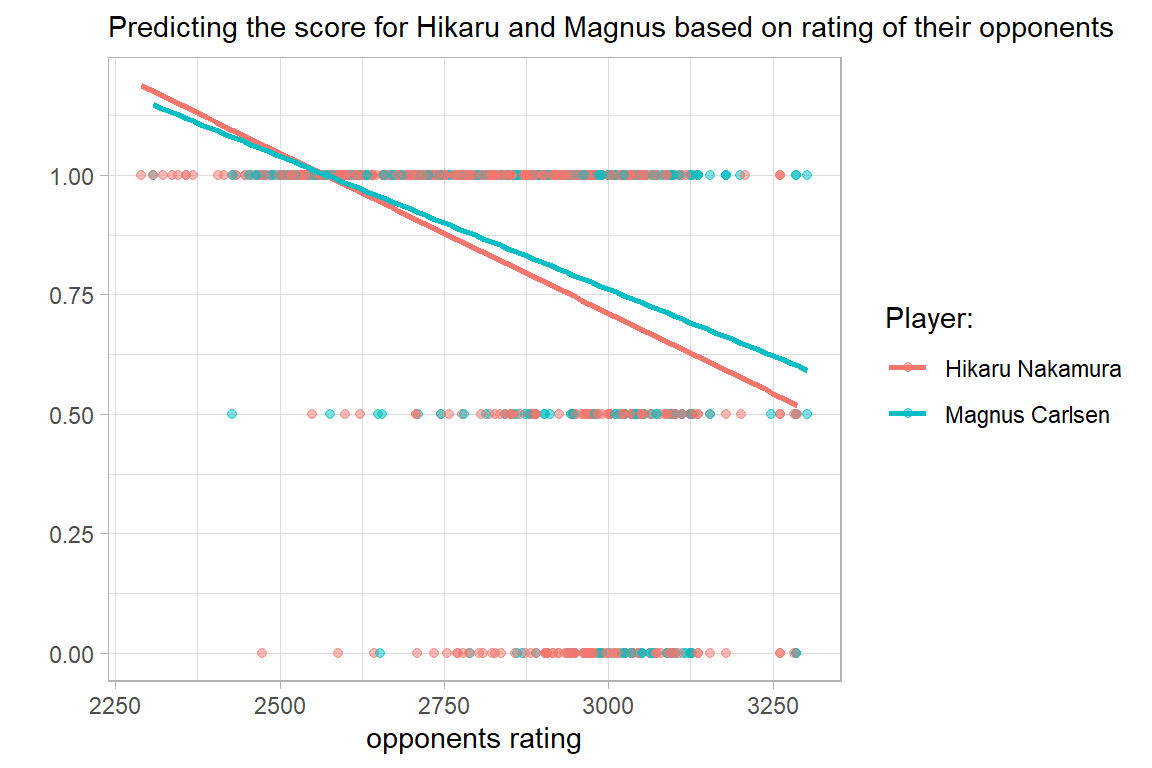 Predicting the score for Hikaru and Magnus based on rating of their opponents
1.00
0.75
0.50
0.25
0.00
2250 2500 2750 3000 3250
opponents rating
Player:
Hikaru Nakamura
Magnus Carlsen